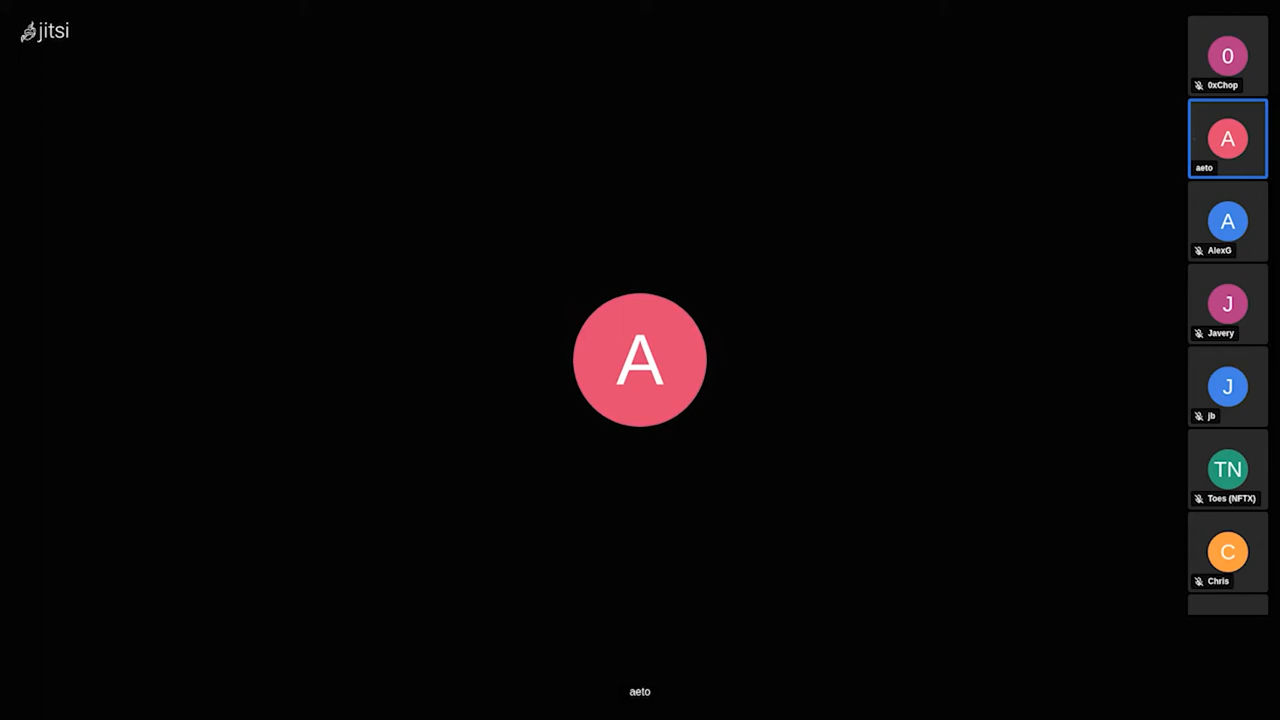 jitsi
0
0xChop
A
aeto
A
AlexG
J
Javery
J
jb
TN
Toes (NFTX)
C
Chris
A
aeto